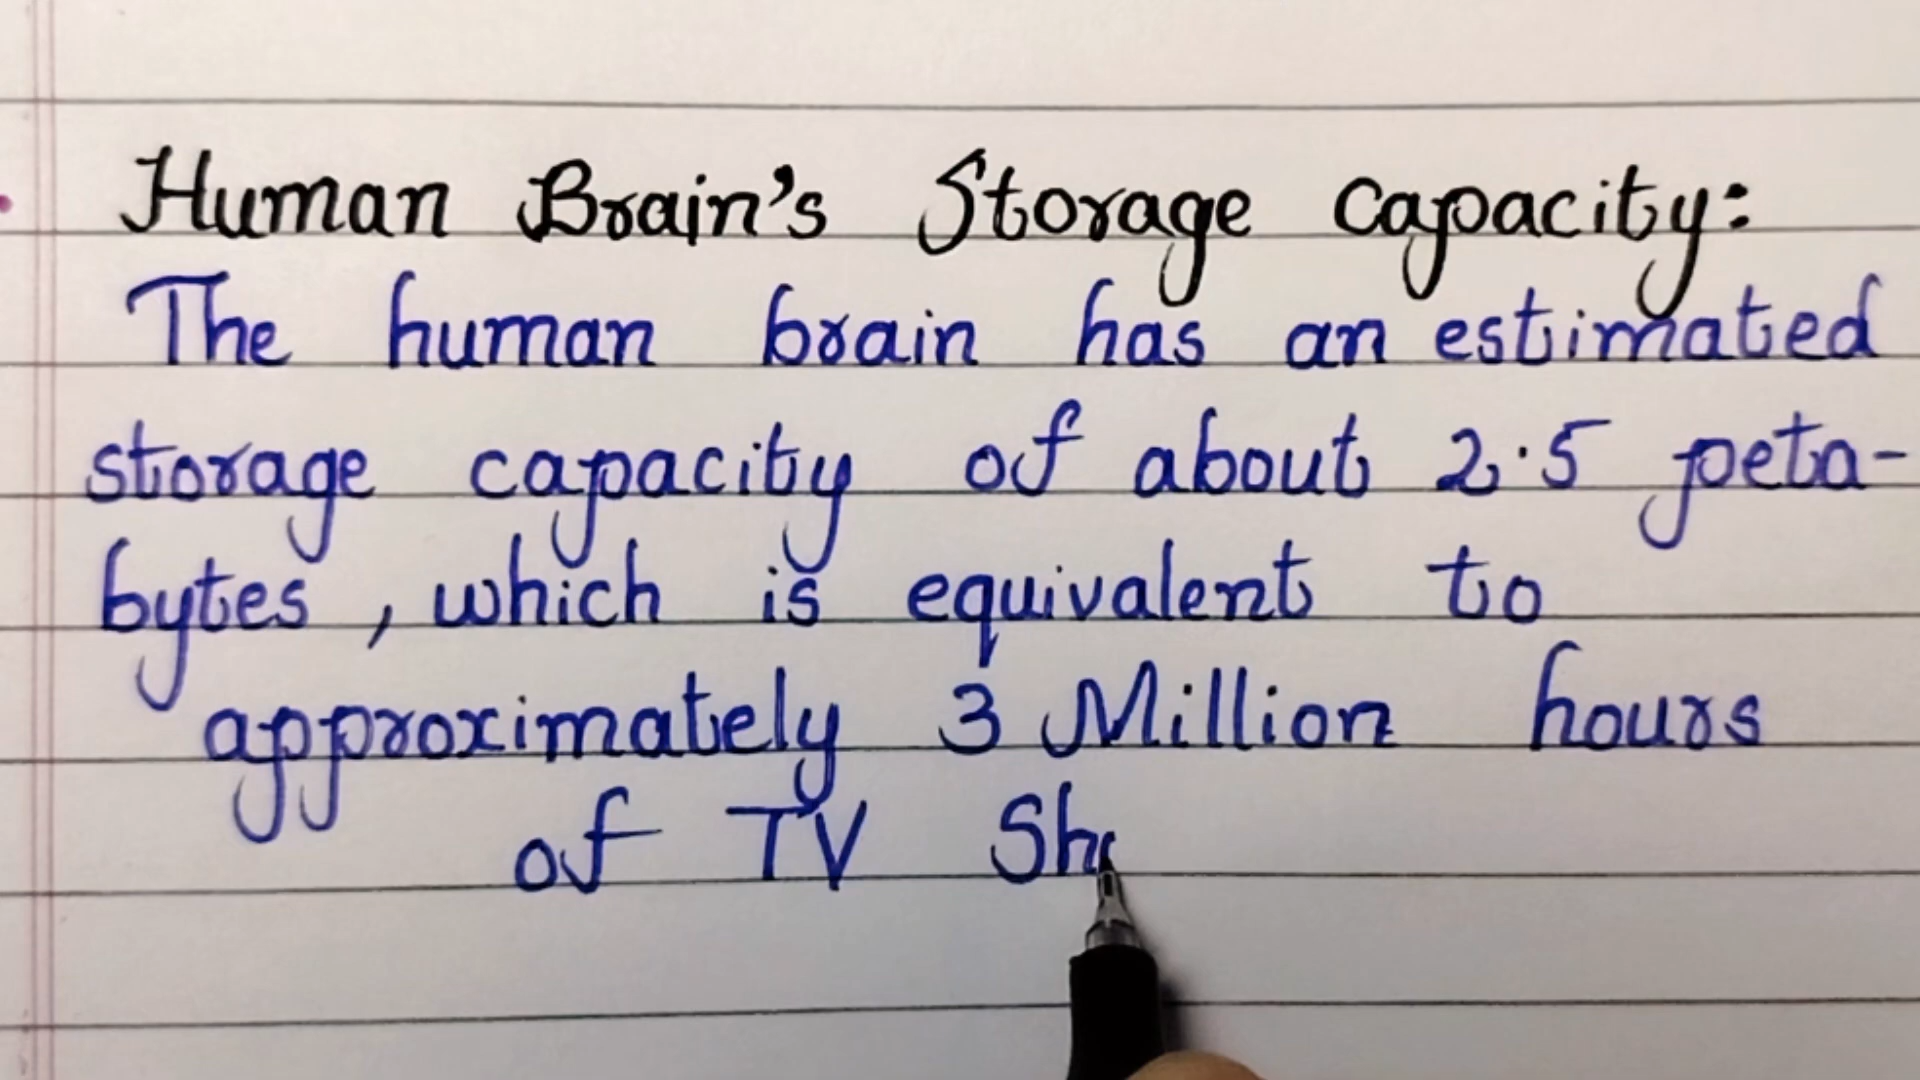 Human Brain's Storage Capacity:
The human brain has an estimated
storage capacity of about 2.5 peta-
bytes, which is equivalent to
approximately 3 Million hours
of TV Sh